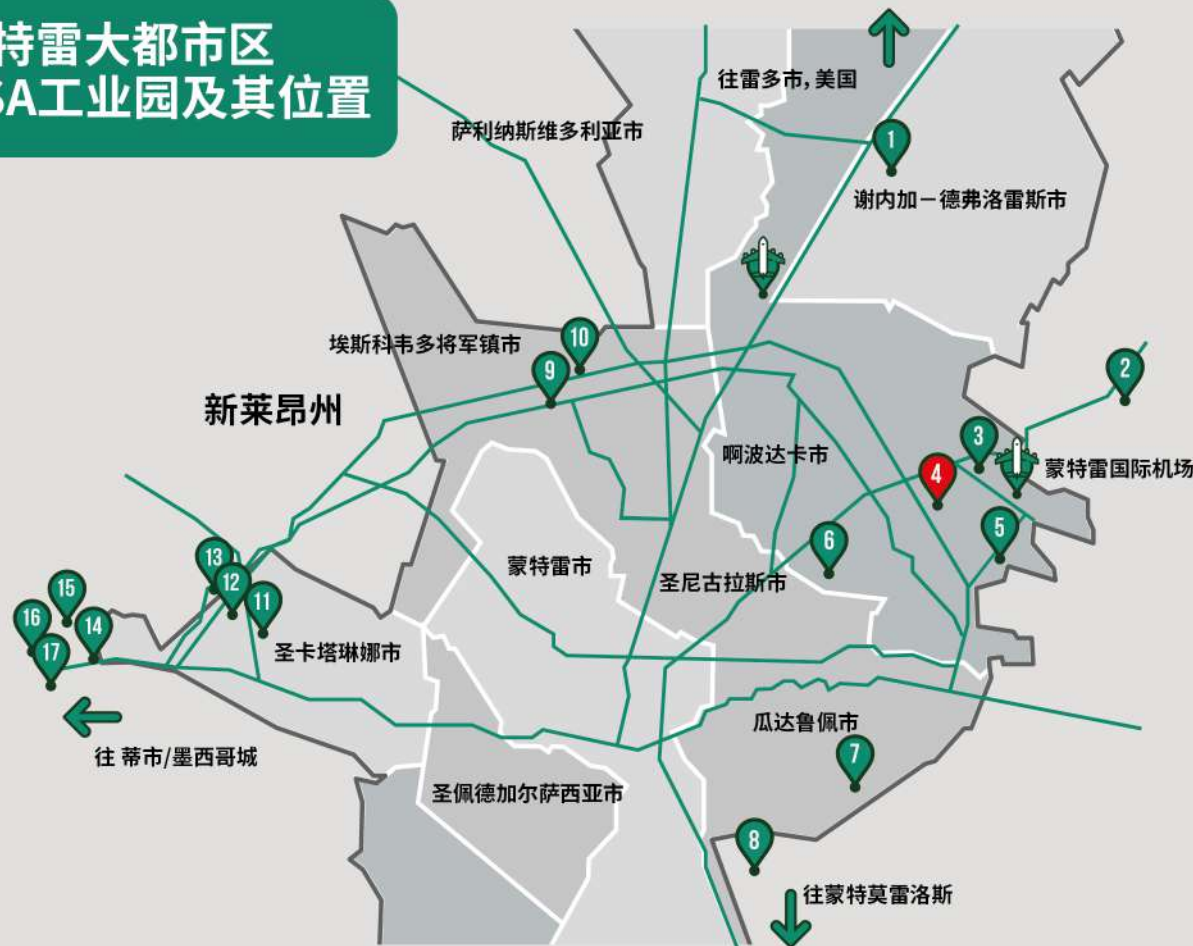 特雷大都市区
SA工业园及其位置
往雷多市, 美国
萨利纳斯维多利亚市
1
谢内加－德弗洛雷斯市
埃斯科韦多将军镇市
10
9
2
新莱昂州
啊波达卡市
3
4
蒙特雷国际机场
5
6
蒙特雷市
圣尼古拉斯市
13
12
11
15
16
14
17
圣卡塔琳娜市
瓜达鲁佩市
7
往 蒂市/墨西哥城
圣佩德加尔萨西亚市
8
往蒙特莫雷洛斯